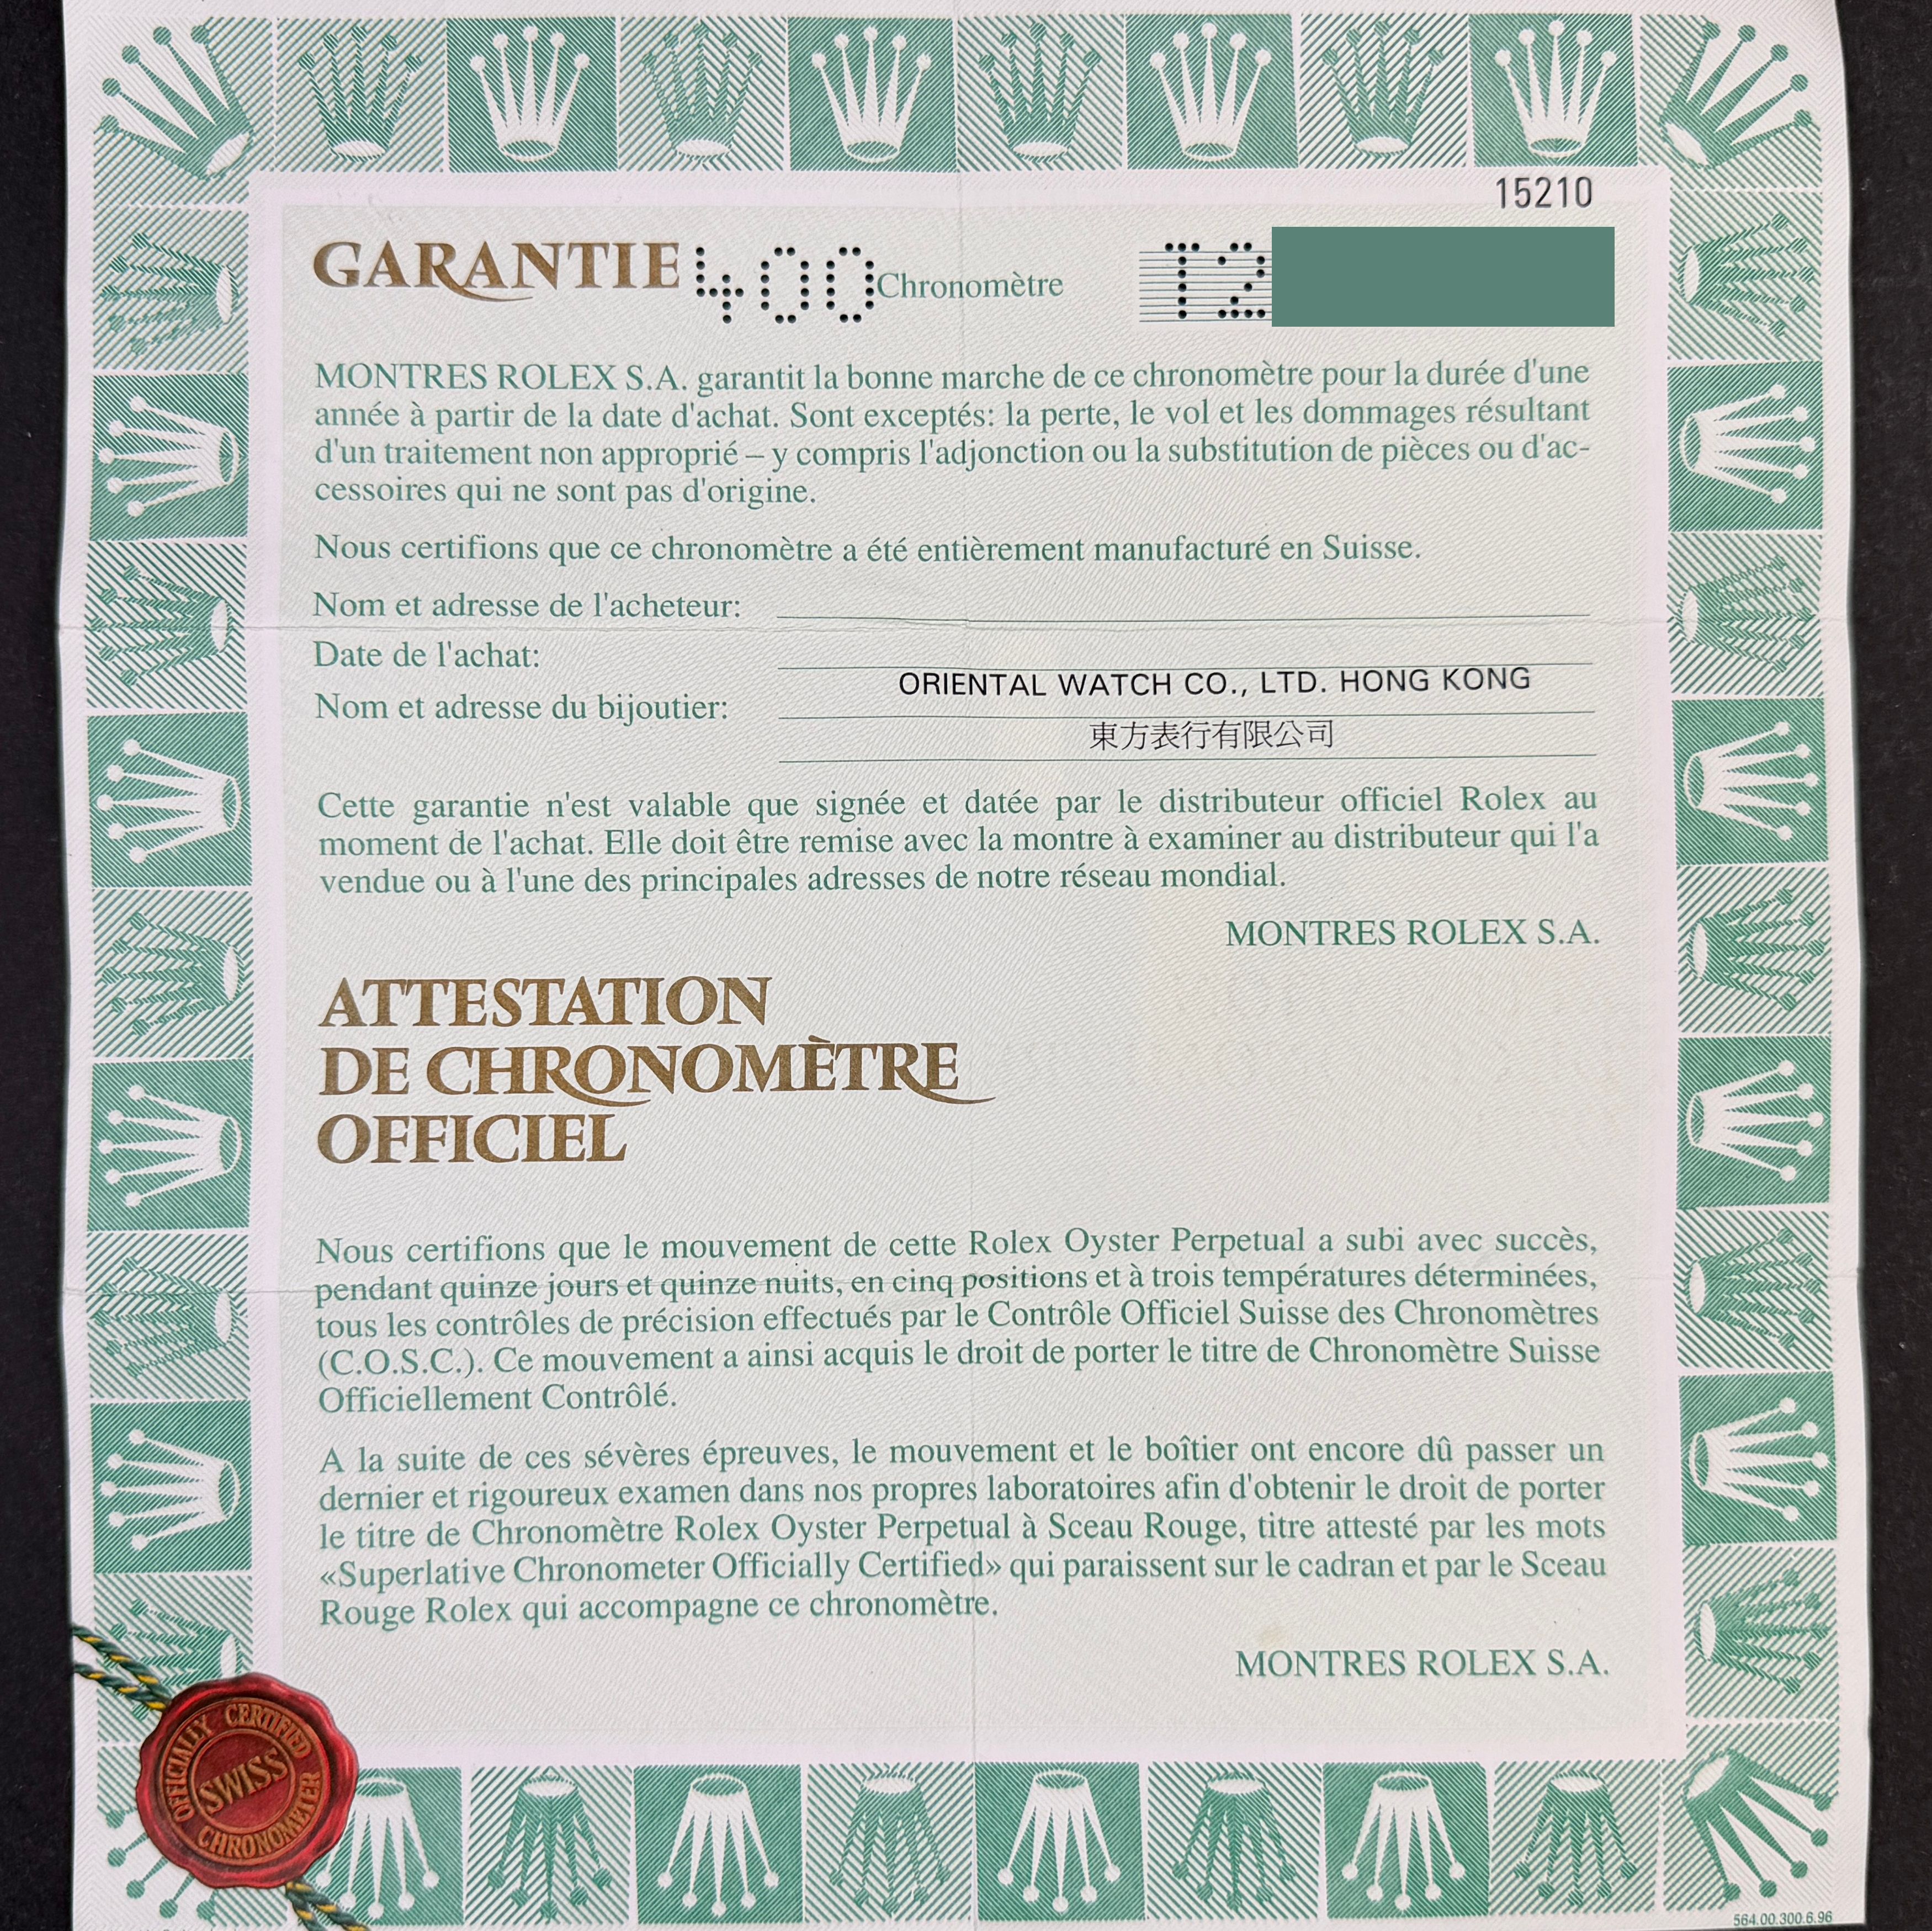 15210
GARANTIE 400 Chronomètre T2
MONTRES ROLEX S.A. garantit la bonne marche de ce chronomètre pour la durée d'une
année à partir de la date d'achat. Sont exceptés: la perte, le vol et les dommages résultant
d'un traitement non approprié – y compris l'adjonction ou la substitution de pièces ou d'ac-
cessoires qui ne sont pas d'origine.
Nous certifions que ce chronomètre a été entièrement manufacturé en Suisse.
Nom et adresse de l'acheteur:
Date de l'achat:
ORIENTAL WATCH CO., LTD. HONG KONG
Nom et adresse du bijoutier:
東方表行有限公司
Cette garantie n'est valable que signée et datée par le distributeur officiel Rolex au
moment de l'achat. Elle doit être remise avec la montre à examiner au distributeur qui l'a
vendue ou à l'une des principales adresses de notre réseau mondial.
MONTRES ROLEX S.A.
ATTESTATION
DE CHRONOMÈTRE
OFFICIEL
Nous certifions que le mouvement de cette Rolex Oyster Perpetual a subi avec succès,
pendant quinze jours et quinze nuits, en cinq positions et à trois températures déterminées,
tous les contrôles de précision effectués par le Contrôle Officiel Suisse des Chronomètres
(C.O.S.C.). Ce mouvement a ainsi acquis le droit de porter le titre de Chronomètre Suisse
Officiellement Contrôlé.
A la suite de ces sévères épreuves, le mouvement et le boîtier ont encore dû passer un
dernier et rigoureux examen dans nos propres laboratoires afin d'obtenir le droit de porter
le titre de Chronomètre Rolex Oyster Perpetual à Sceau Rouge, titre attesté par les mots
«Superlative Chronometer Officially Certified» qui paraissent sur le cadran et par le Sceau
Rouge Rolex qui accompagne ce chronomètre.
MONTRES ROLEX S.A.
OFFICIALLY CERTIFIED
SWISS
CHRONOMETER
564.00.300.6.96